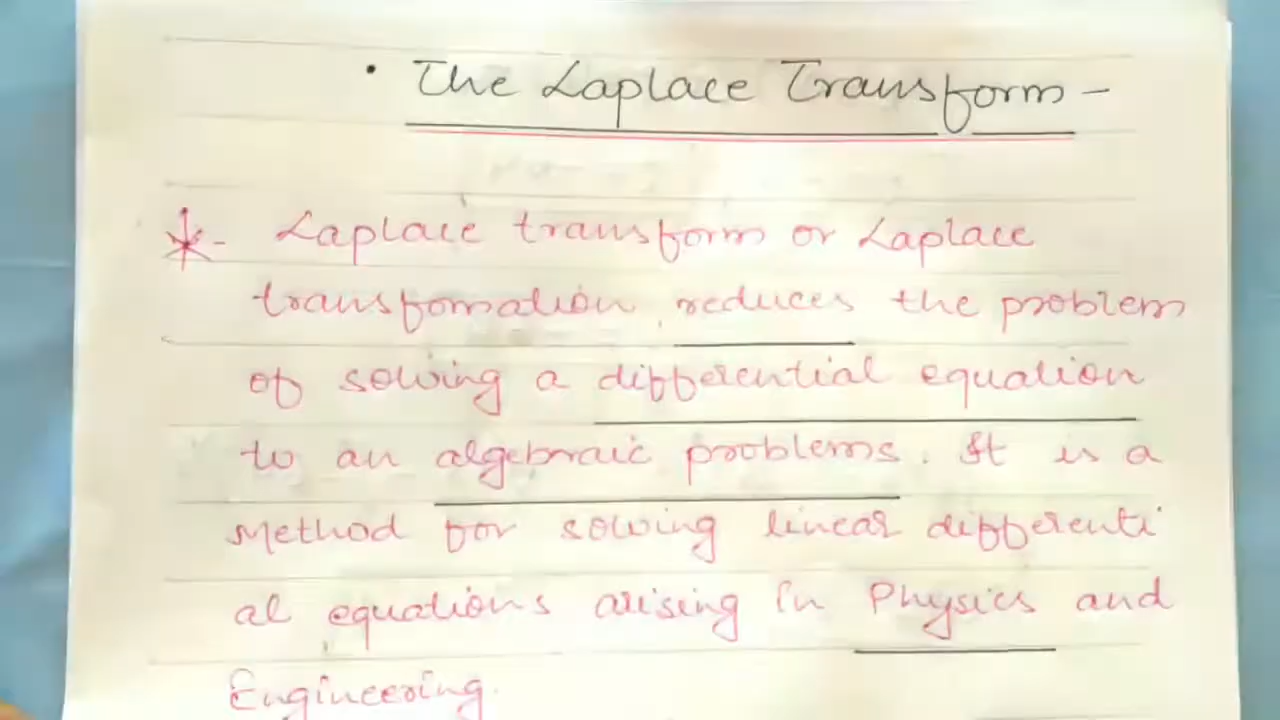 • The Laplace Transform -
*- Laplace transform or Laplace
transfomation reduces the problem
of solving a differential equation
to an algebraic problems. It is a
Method for solving linear differenti
al equations arising in Physics and
Engineering.